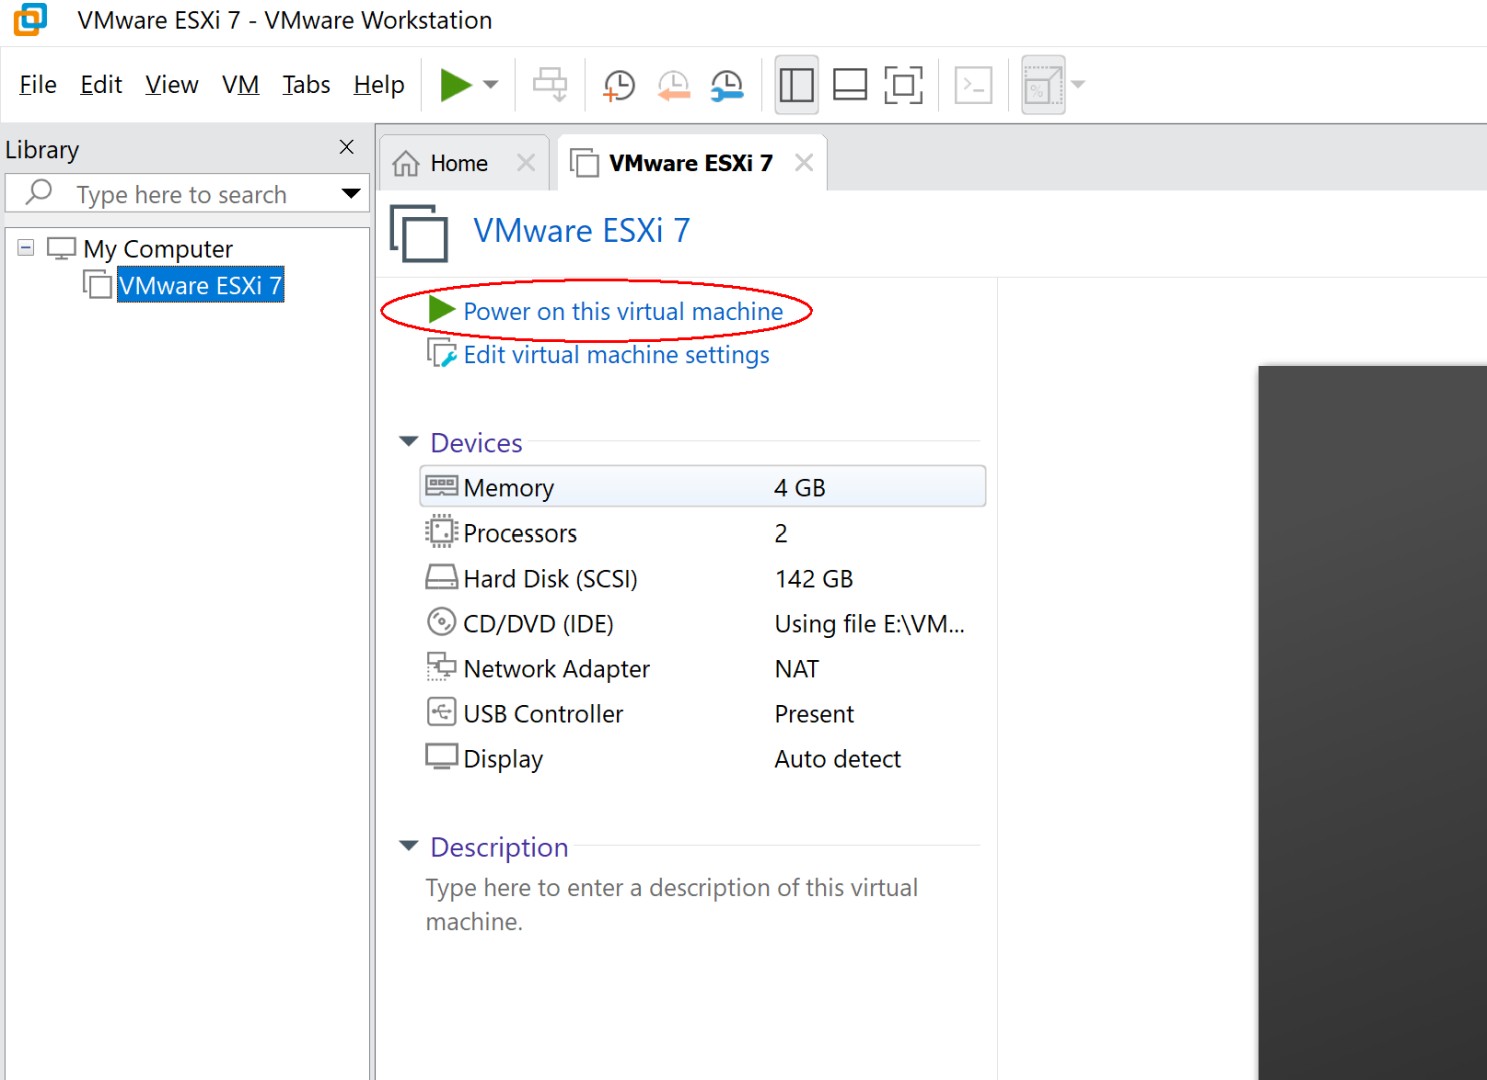 VMware ESXi 7 - VMware Workstation
File Edit View VM Tabs Help
Library
Type here to search
My Computer
VMware ESXi 7
Home
VMware ESXi 7
VMware ESXi 7
Power on this virtual machine
Edit virtual machine settings
Devices
Memory 4 GB
Processors 2
Hard Disk (SCSI) 142 GB
CD/DVD (IDE) Using file E:\VM...
Network Adapter NAT
USB Controller Present
Display Auto detect
Description
Type here to enter a description of this virtual
machine.